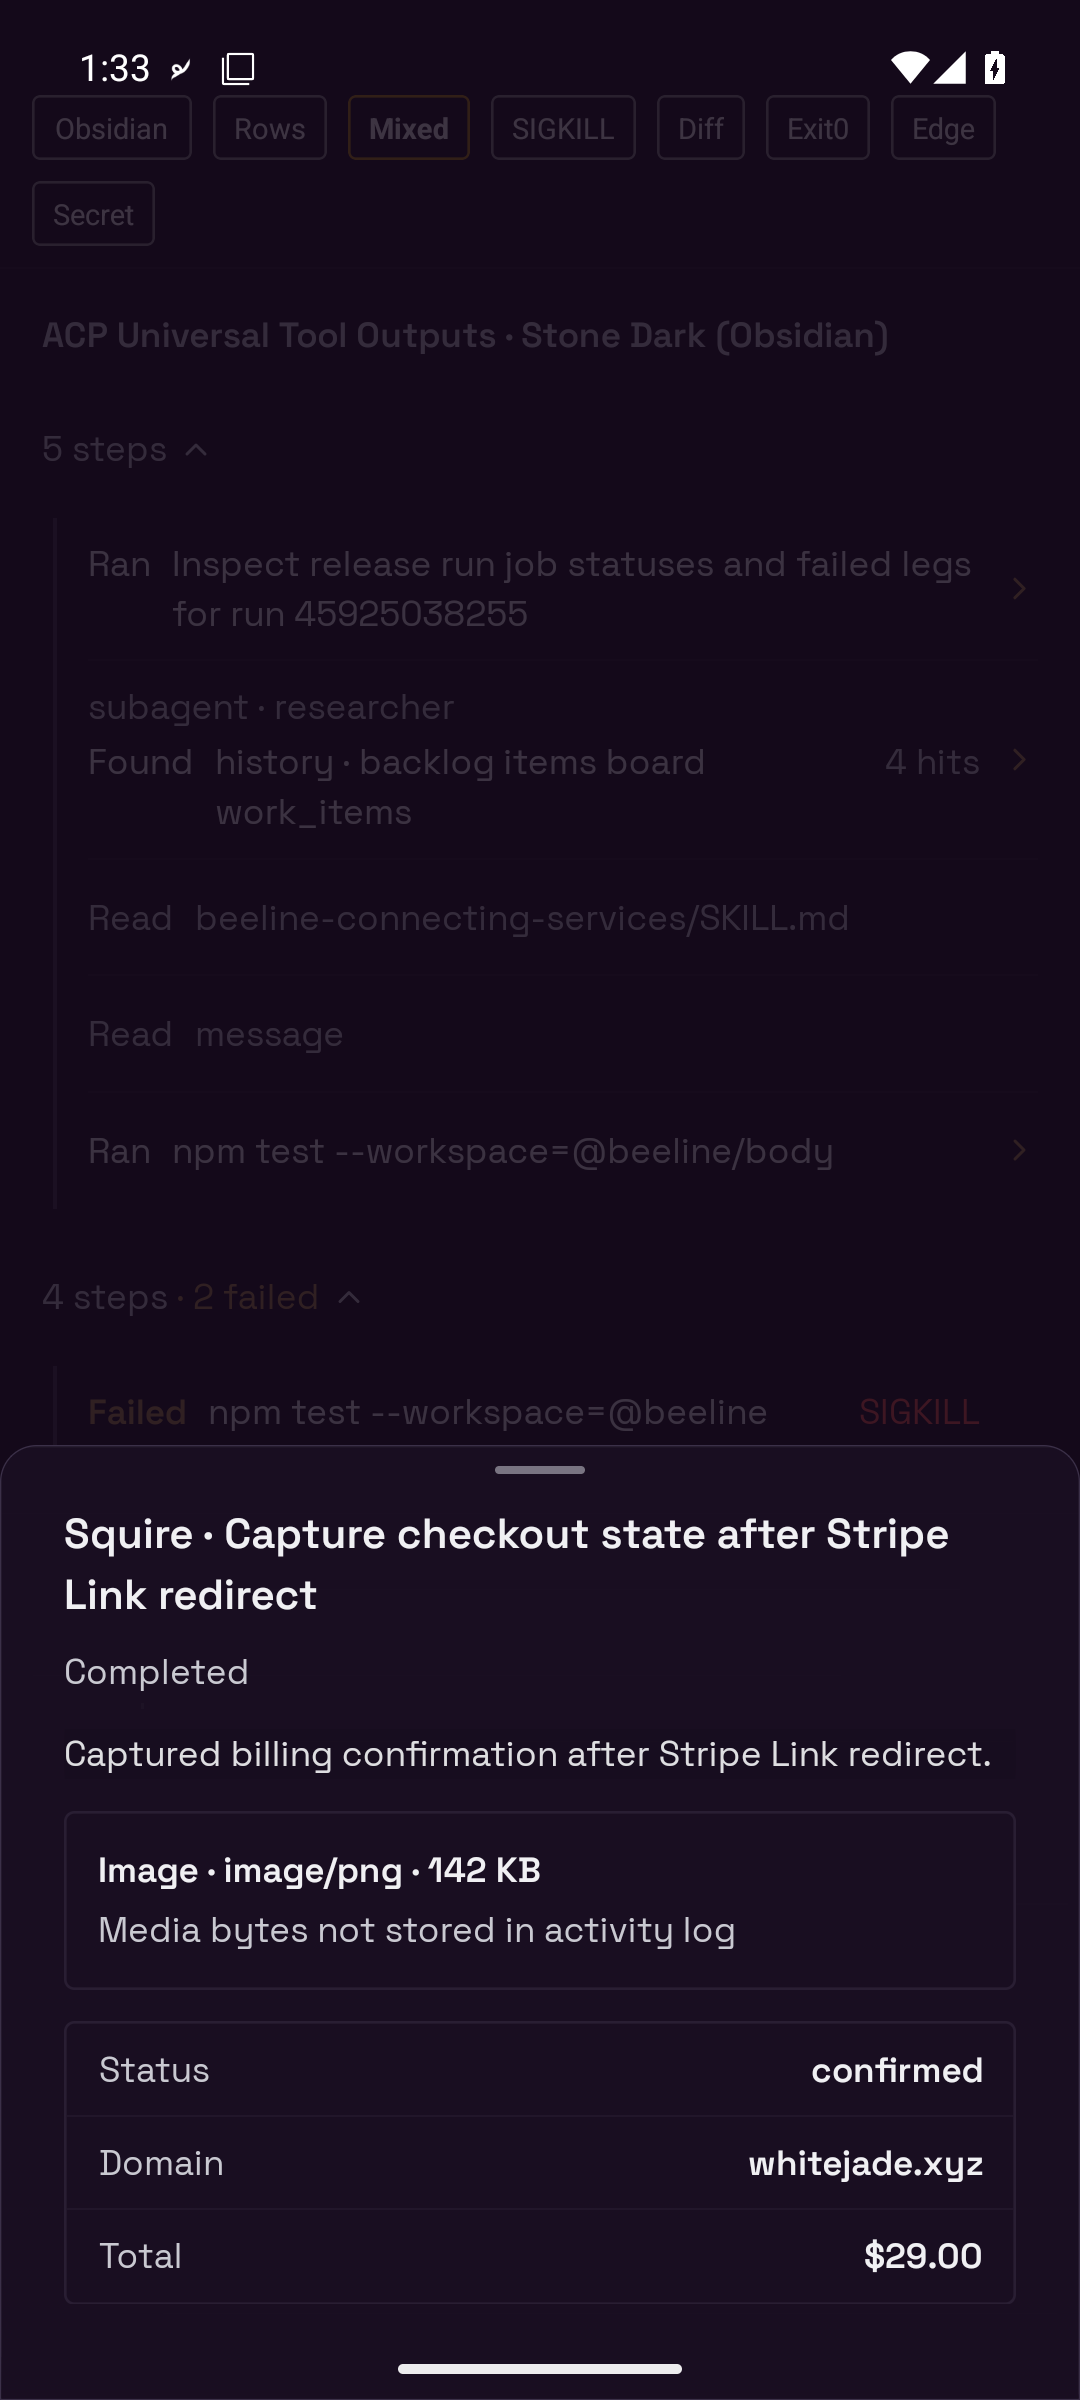 1:33
Obsidian Rows Mixed SIGKILL Diff Exit0 Edge
Secret
ACP Universal Tool Outputs · Stone Dark (Obsidian)
5 steps
Ran Inspect release run job statuses and failed legs
for run 45925038255
subagent · researcher
Found history · backlog items board 4 hits
work_items
Read beeline-connecting-services/SKILL.md
Read message
Ran npm test --workspace=@beeline/body
4 steps · 2 failed
Failed npm test --workspace=@beeline SIGKILL
Squire · Capture checkout state after Stripe
Link redirect
Completed
Captured billing confirmation after Stripe Link redirect.
Image · image/png · 142 KB
Media bytes not stored in activity log
Status confirmed
Domain whitejade.xyz
Total $29.00